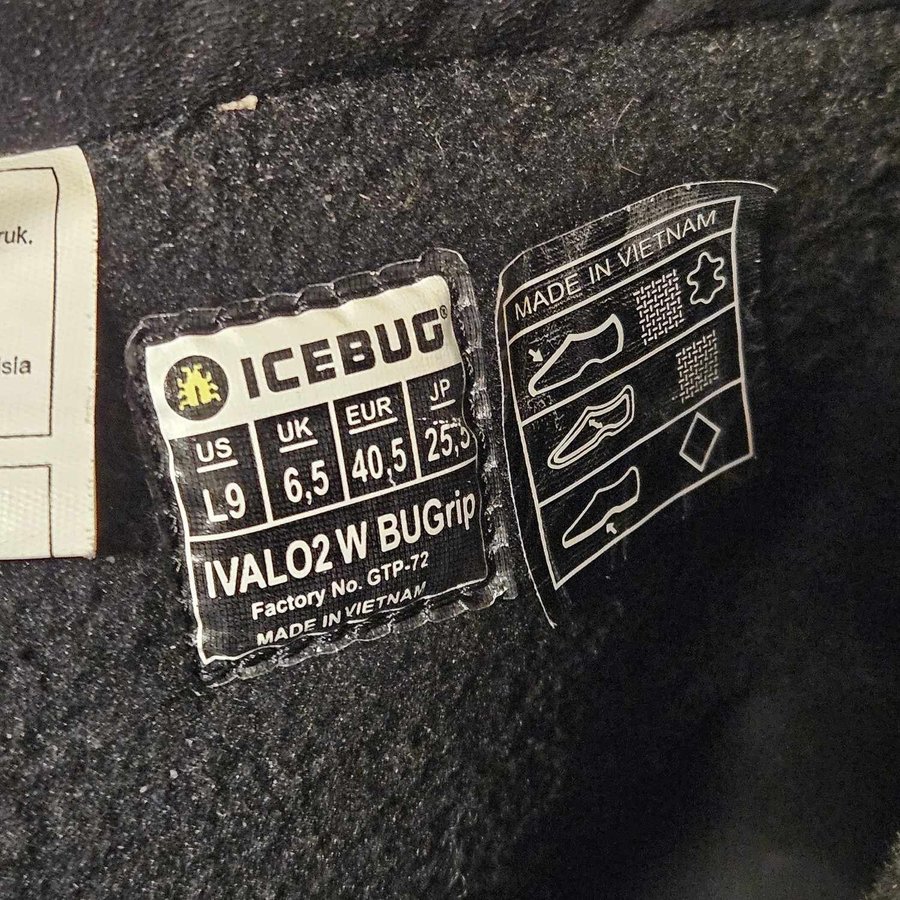 ruk.
sia
ICEBUG®
US UK EUR JP
L9 6,5 40,5 25,5
IVALO2 W BUGrip
Factory No. GTP-72
MADE IN VIETNAM
MADE IN VIETNAM